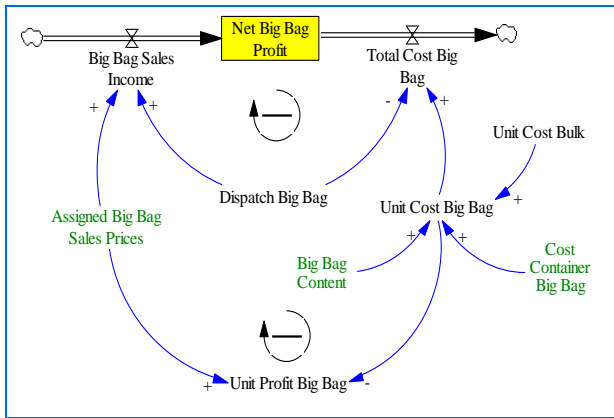 Net Big Bag
Profit
Big Bag Sales
Income
Total Cost Big
Bag
+
+
-
+
Unit Cost Bulk
Dispatch Big Bag
Unit Cost Big Bag
+
Assigned Big Bag
Sales Prices
+
+
Big Bag
Content
Cost
Container
Big Bag
+
Unit Profit Big Bag
-